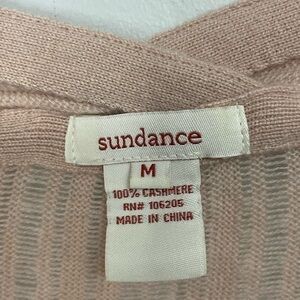 sundance
M
100% CASHMERE
RN# 106205
MADE IN CHINA